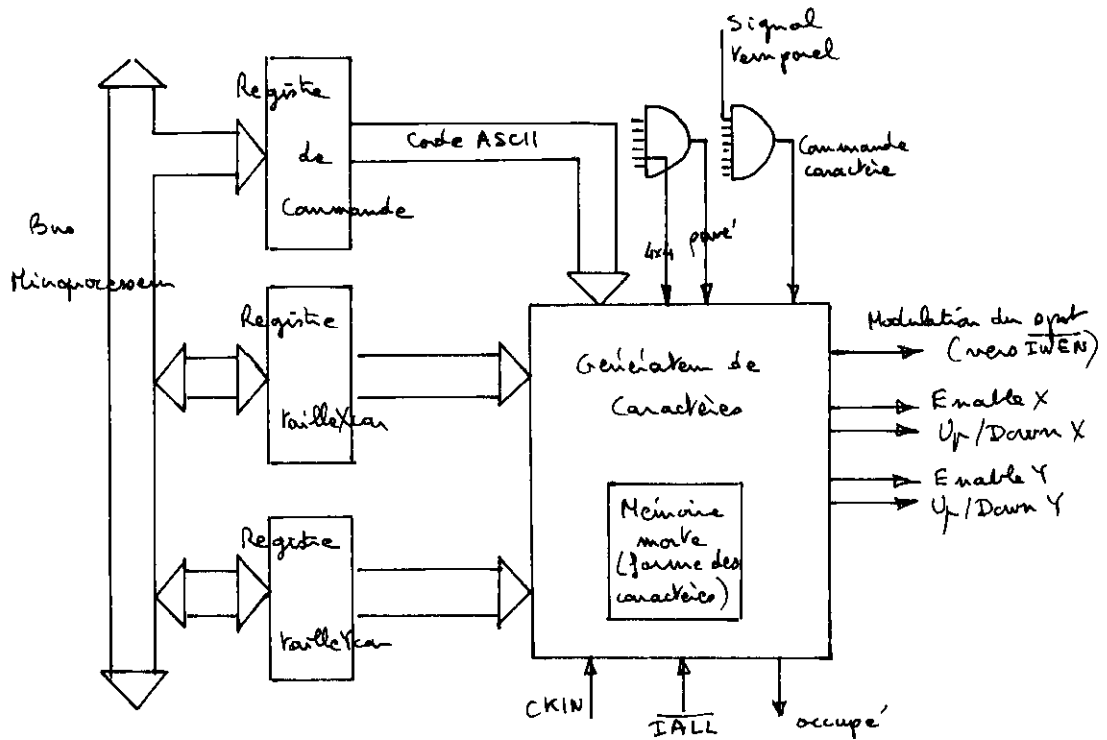 Signal
temporel
Registre
de
Commande
Code ASCII
4x4
pavé
Commande
caractère
Bus
Microprocesseur
Registre
tailleXcar
Générateur de
Caractères
Mémoire
morte
(forme des
caractères)
Registre
tailleYcar
Modulation du spot
(vers IWEN)
Enable X
Up/Down X
Enable Y
Up/Down Y
CKIN
IALL
occupé